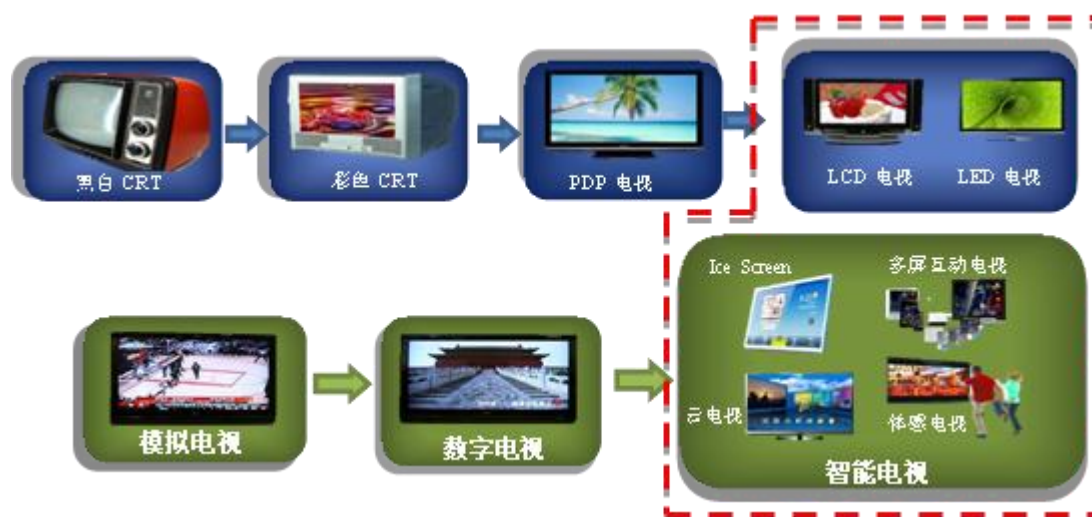 黑白 CRT
彩色 CRT
PDP 电视
LCD 电视
LED 电视
Ice Screen
多屏互动电视
电视
体感电视
模拟电视
数字电视
智能电视